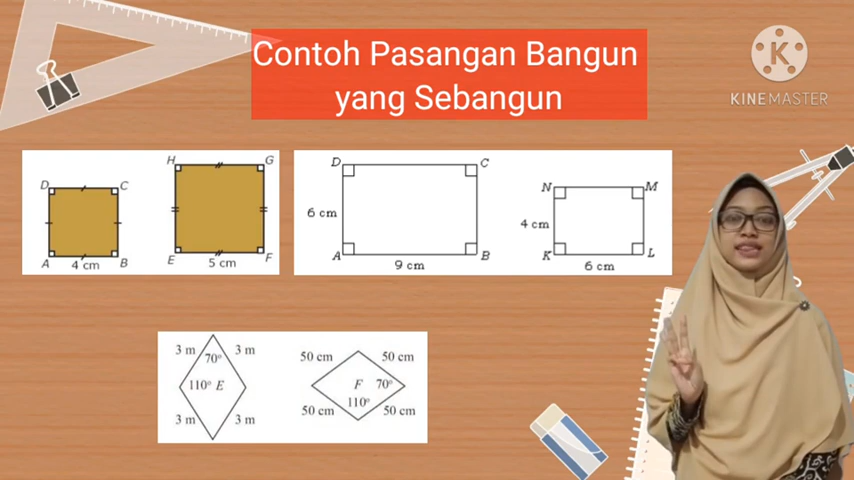 Contoh Pasangan Bangun
yang Sebangun
K
KINEMASTER
D C
A 4 cm B
H G
E 5 cm F
D C
6 cm
A 9 cm B
N M
4 cm
K 6 cm L
3 m 70° 3 m
110° E
3 m 3 m
50 cm 50 cm
F 70°
110°
50 cm 50 cm